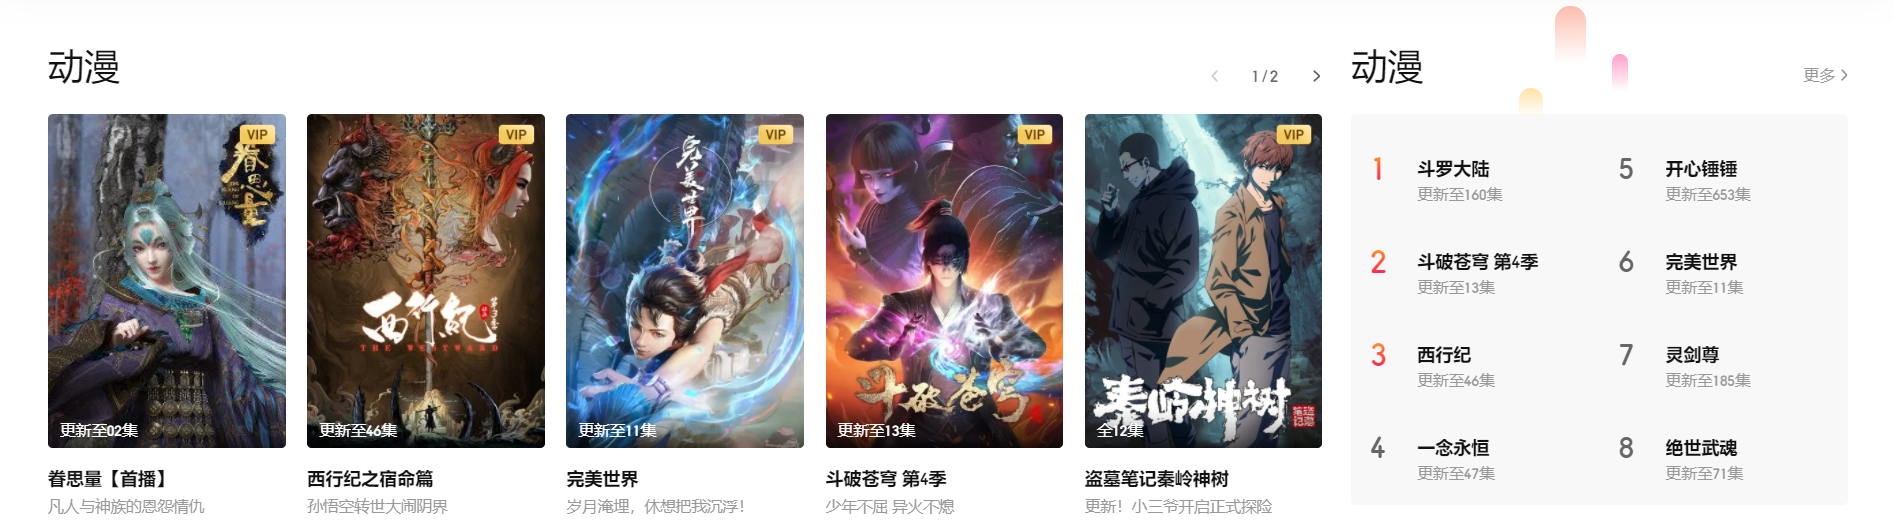 动漫
1 / 2
VIP
眷思量
更新至02集
眷思量【首播】
凡人与神族的恩怨情仇
VIP
西行纪
第3季
THE WESTWARD
更新至46集
西行纪之宿命篇
孙悟空转世大闹阴界
VIP
完美世界
更新至11集
完美世界
岁月淹埋，休想把我沉浮！
VIP
斗破苍穹
更新至13集
斗破苍穹 第4季
少年不屈 异火不熄
VIP
秦岭神树
盗墓笔记
全12集
盗墓笔记秦岭神树
更新！小三爷开启正式探险
动漫
更多
1 斗罗大陆
更新至160集
2 斗破苍穹 第4季
更新至13集
3 西行纪
更新至46集
4 一念永恒
更新至47集
5 开心锤锤
更新至653集
6 完美世界
更新至11集
7 灵剑尊
更新至185集
8 绝世武魂
更新至71集